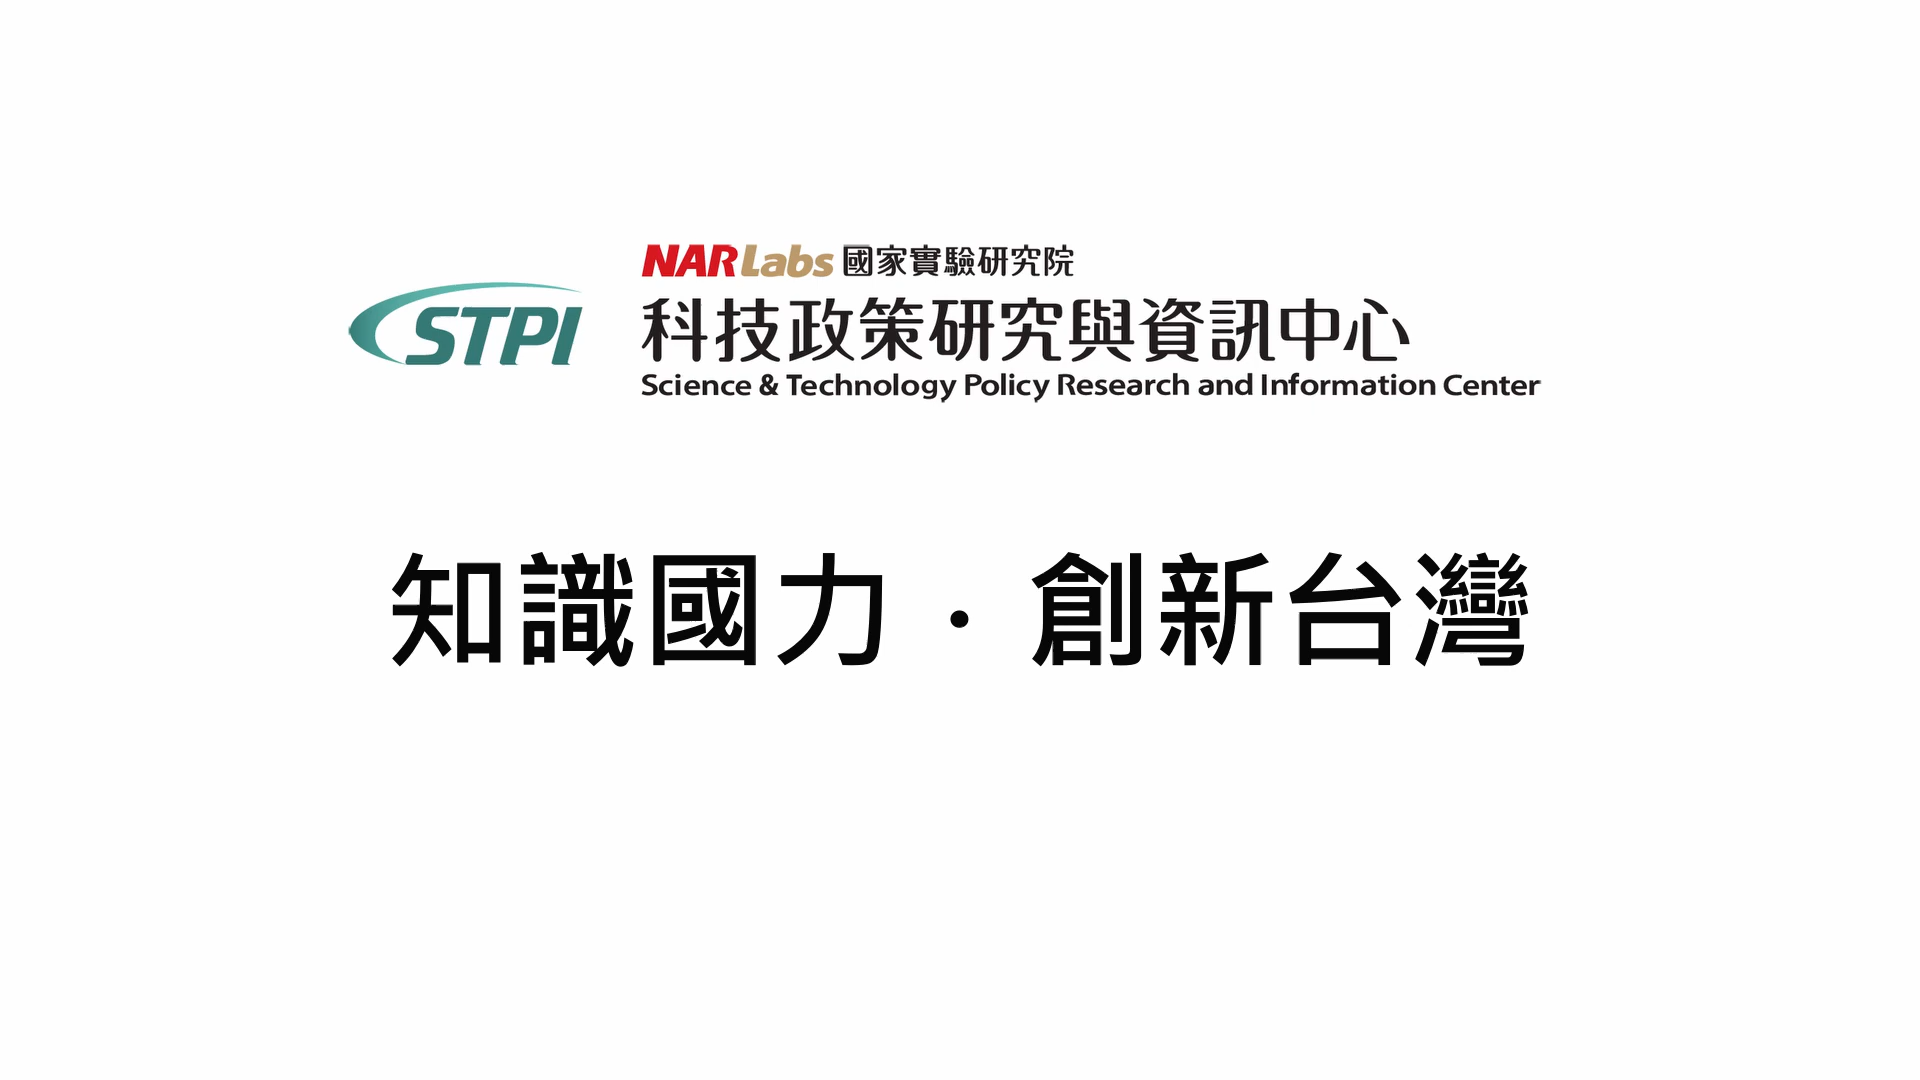 NARLabs 國家實驗研究院
STPI
科技政策研究與資訊中心
Science & Technology Policy Research and Information Center
知識國力．創新台灣